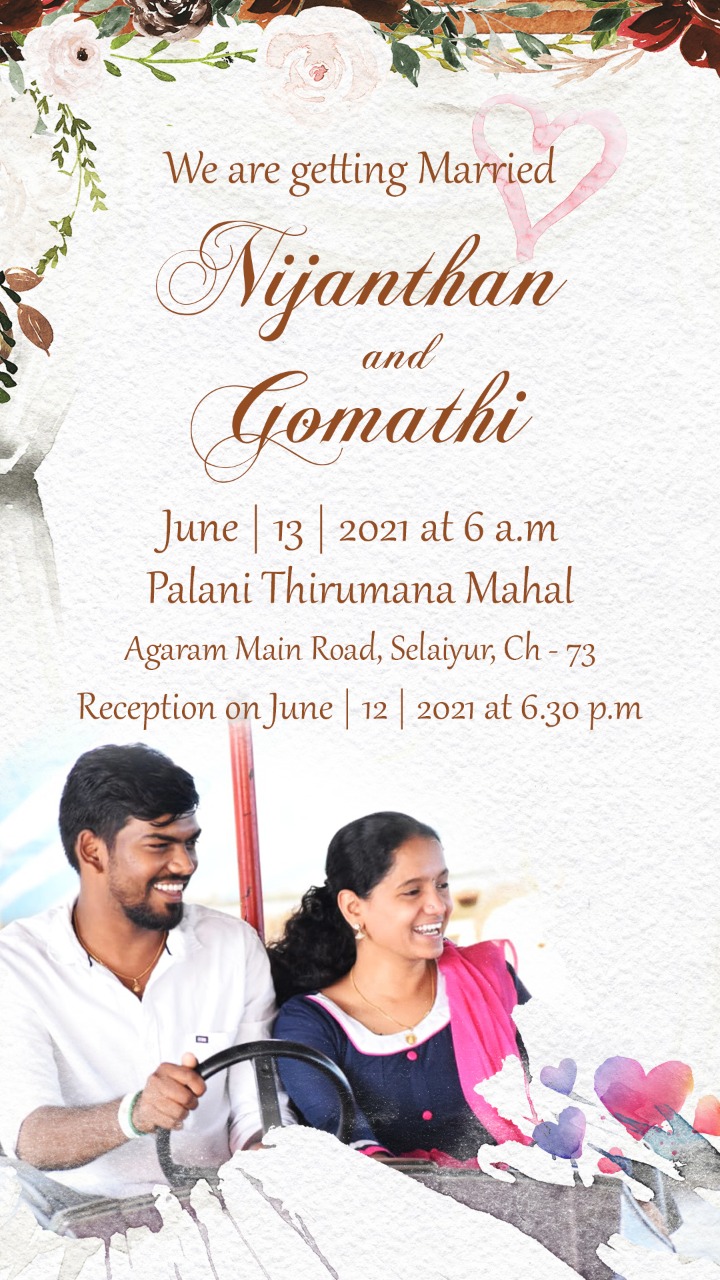 We are getting Married
Nijanthan
and
Gomathi
June | 13 | 2021 at 6 a.m
Palani Thirumana Mahal
Agaram Main Road, Selaiyur, Ch - 73
Reception on June | 12 | 2021 at 6.30 p.m